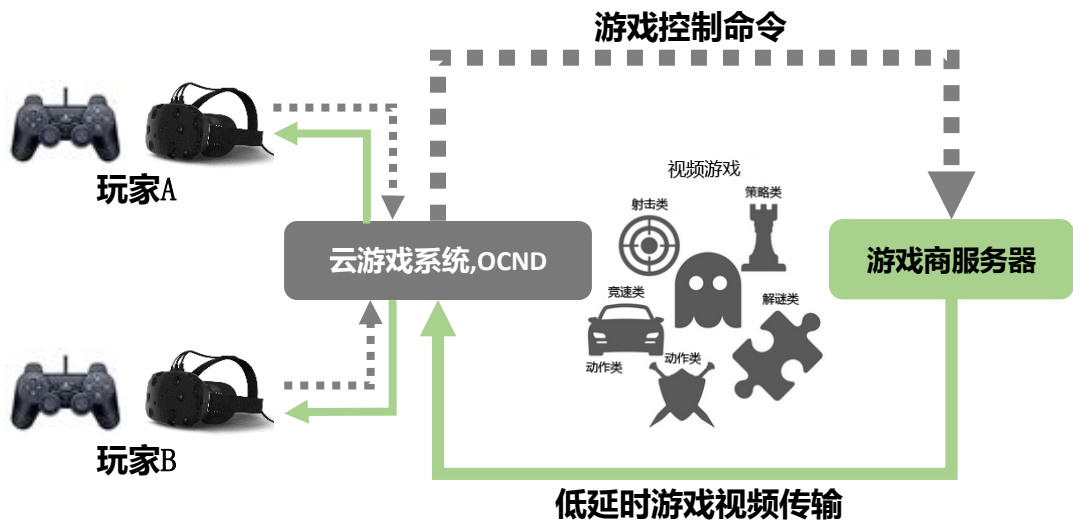 游戏控制命令
玩家A
视频游戏
策略类
射击类
云游戏系统,OCND
游戏商服务器
竞速类
解谜类
动作类
动作类
玩家B
低延时游戏视频传输